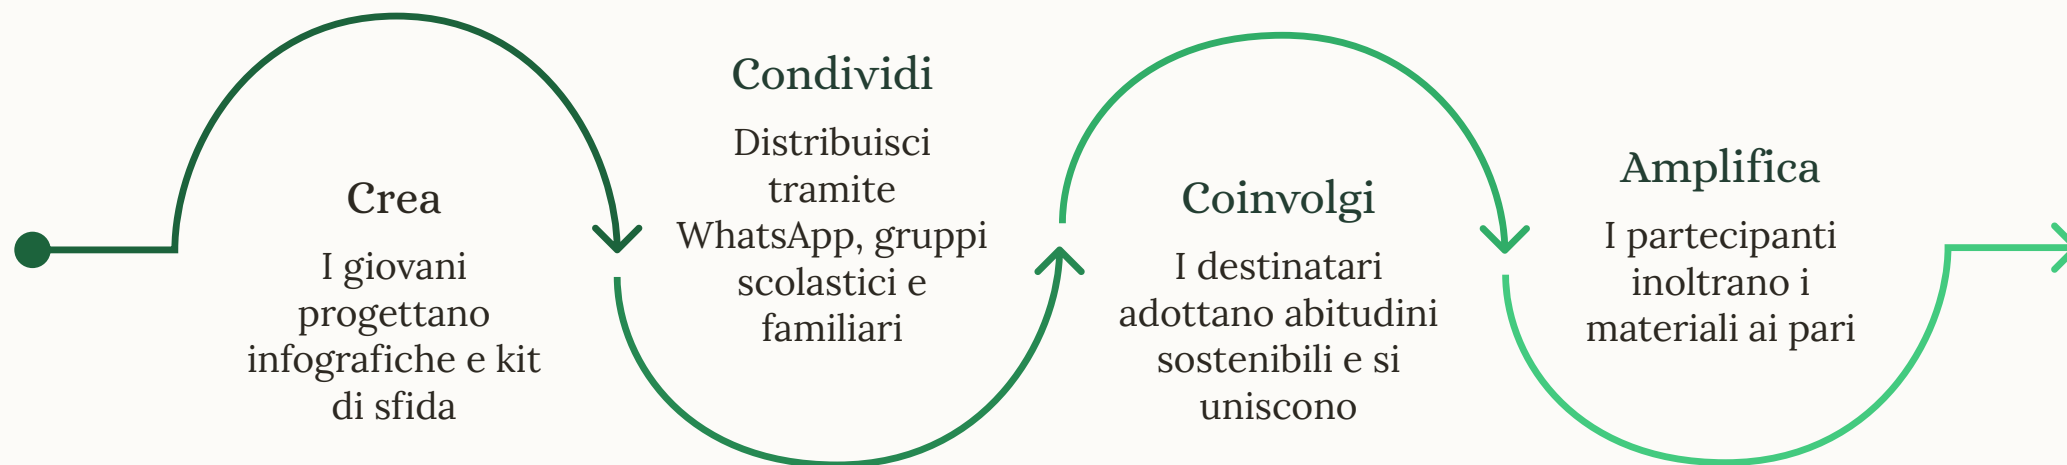 Crea
I giovani
progettano
infografiche e kit
di sfida
Condividi
Distribuisci
tramite
WhatsApp, gruppi
scolastici e
familiari
Coinvolgi
I destinatari
adottano abitudini
sostenibili e si
uniscono
Amplifica
I partecipanti
inoltrano i
materiali ai pari